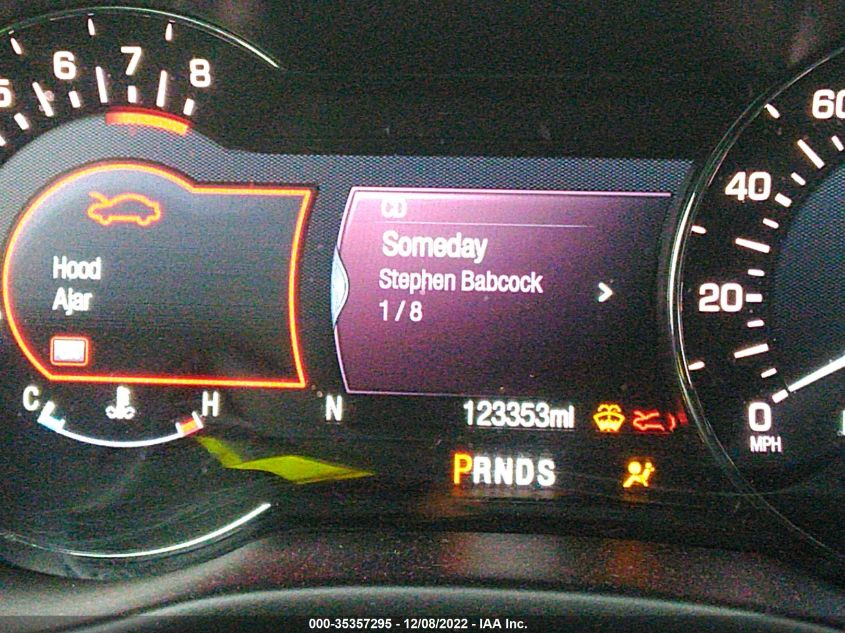 5 6 7 8
60
40
20
0
MPH
CD
Someday
Stephen Babcock
1 / 8
Hood
Ajar
C H
N 123353mi
PRNDS
000-35357295 - 12/08/2022 - IAA Inc.